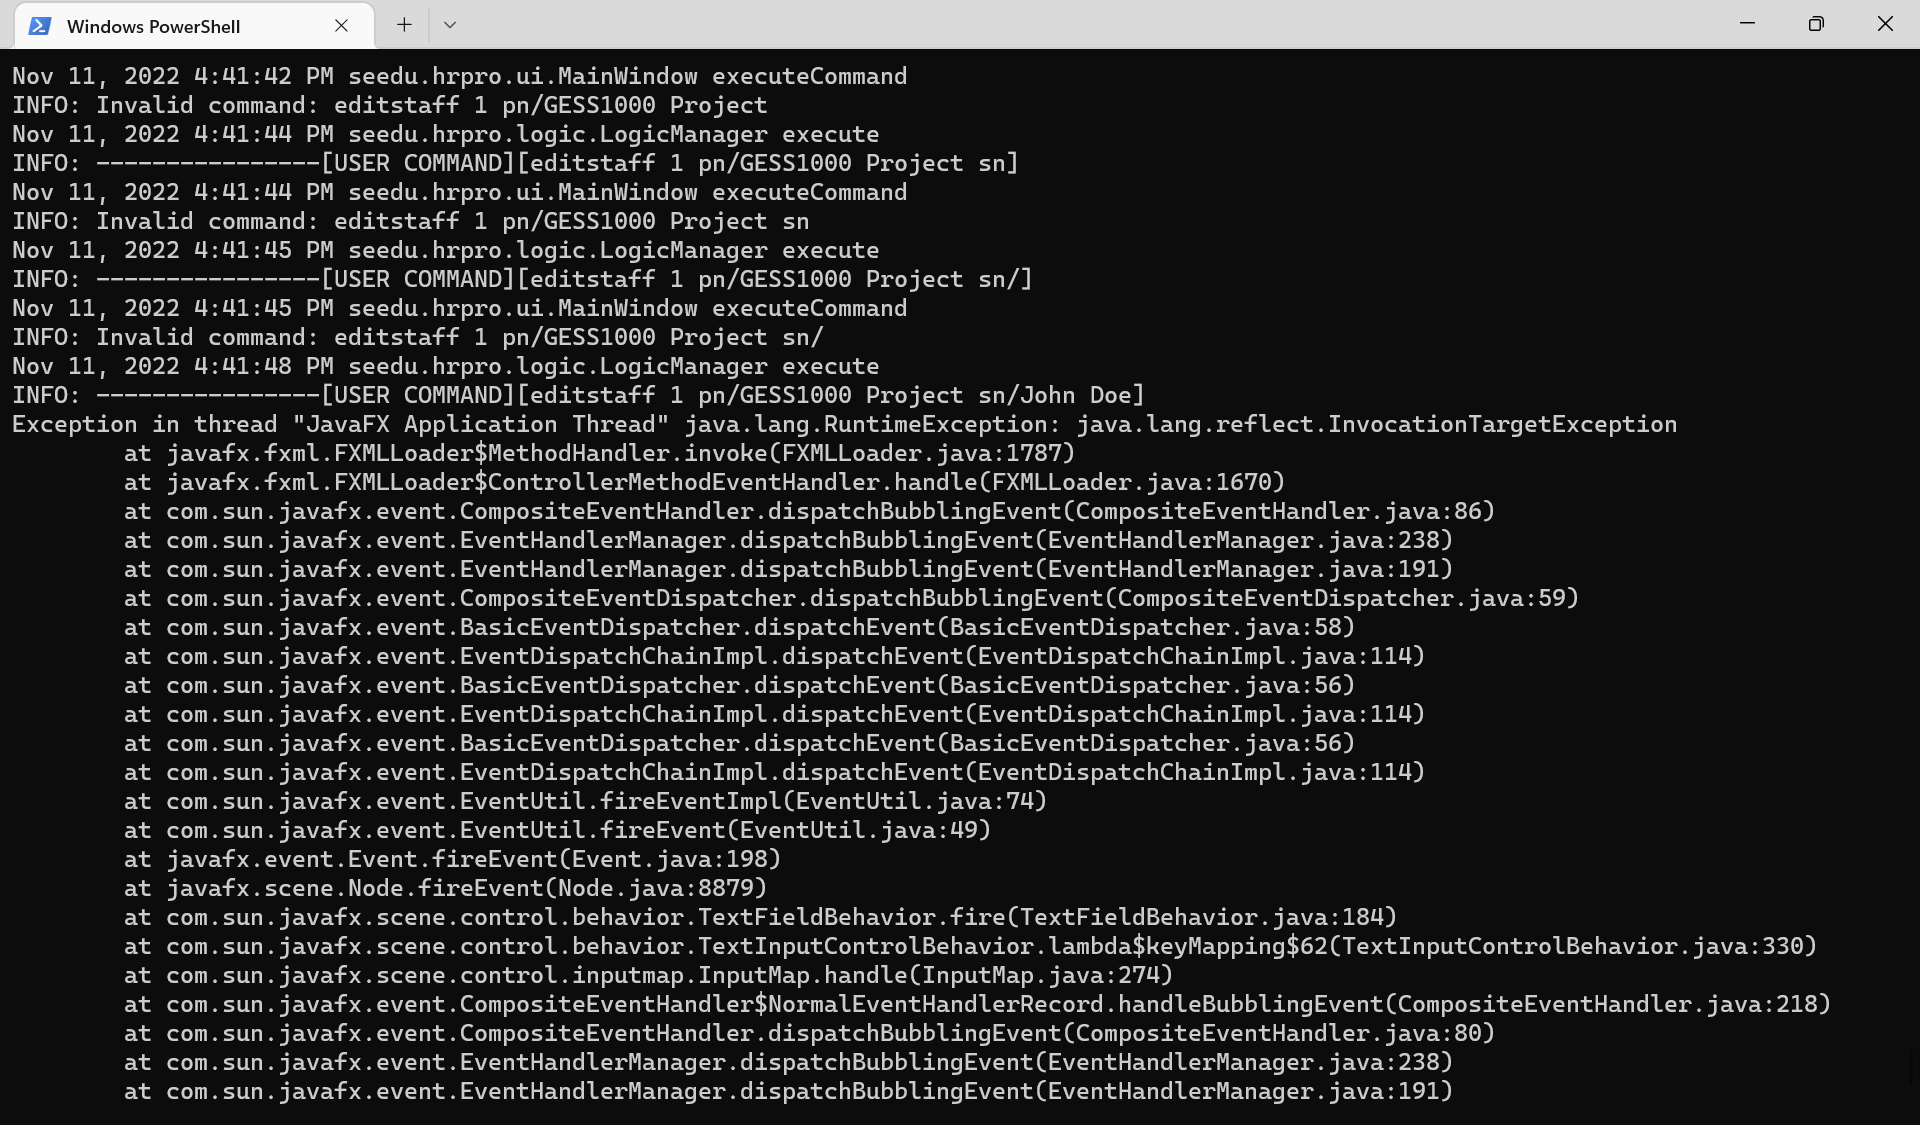 Windows PowerShell
Nov 11, 2022 4:41:42 PM seedu.hrpro.ui.MainWindow executeCommand
INFO: Invalid command: editstaff 1 pn/GESS1000 Project
Nov 11, 2022 4:41:44 PM seedu.hrpro.logic.LogicManager execute
INFO: ----------------[USER COMMAND][editstaff 1 pn/GESS1000 Project sn]
Nov 11, 2022 4:41:44 PM seedu.hrpro.ui.MainWindow executeCommand
INFO: Invalid command: editstaff 1 pn/GESS1000 Project sn
Nov 11, 2022 4:41:45 PM seedu.hrpro.logic.LogicManager execute
INFO: ----------------[USER COMMAND][editstaff 1 pn/GESS1000 Project sn/]
Nov 11, 2022 4:41:45 PM seedu.hrpro.ui.MainWindow executeCommand
INFO: Invalid command: editstaff 1 pn/GESS1000 Project sn/
Nov 11, 2022 4:41:48 PM seedu.hrpro.logic.LogicManager execute
INFO: ----------------[USER COMMAND][editstaff 1 pn/GESS1000 Project sn/John Doe]
Exception in thread "JavaFX Application Thread" java.lang.RuntimeException: java.lang.reflect.InvocationTargetException
at javafx.fxml.FXMLLoader$MethodHandler.invoke(FXMLLoader.java:1787)
at javafx.fxml.FXMLLoader$ControllerMethodEventHandler.handle(FXMLLoader.java:1670)
at com.sun.javafx.event.CompositeEventHandler.dispatchBubblingEvent(CompositeEventHandler.java:86)
at com.sun.javafx.event.EventHandlerManager.dispatchBubblingEvent(EventHandlerManager.java:238)
at com.sun.javafx.event.EventHandlerManager.dispatchBubblingEvent(EventHandlerManager.java:191)
at com.sun.javafx.event.CompositeEventDispatcher.dispatchBubblingEvent(CompositeEventDispatcher.java:59)
at com.sun.javafx.event.BasicEventDispatcher.dispatchEvent(BasicEventDispatcher.java:58)
at com.sun.javafx.event.EventDispatchChainImpl.dispatchEvent(EventDispatchChainImpl.java:114)
at com.sun.javafx.event.BasicEventDispatcher.dispatchEvent(BasicEventDispatcher.java:56)
at com.sun.javafx.event.EventDispatchChainImpl.dispatchEvent(EventDispatchChainImpl.java:114)
at com.sun.javafx.event.BasicEventDispatcher.dispatchEvent(BasicEventDispatcher.java:56)
at com.sun.javafx.event.EventDispatchChainImpl.dispatchEvent(EventDispatchChainImpl.java:114)
at com.sun.javafx.event.EventUtil.fireEventImpl(EventUtil.java:74)
at com.sun.javafx.event.EventUtil.fireEvent(EventUtil.java:49)
at javafx.event.Event.fireEvent(Event.java:198)
at javafx.scene.Node.fireEvent(Node.java:8879)
at com.sun.javafx.scene.control.behavior.TextFieldBehavior.fire(TextFieldBehavior.java:184)
at com.sun.javafx.scene.control.behavior.TextInputControlBehavior.lambda$keyMapping$62(TextInputControlBehavior.java:330)
at com.sun.javafx.scene.control.inputmap.InputMap.handle(InputMap.java:274)
at com.sun.javafx.event.CompositeEventHandler$NormalEventHandlerRecord.handleBubblingEvent(CompositeEventHandler.java:218)
at com.sun.javafx.event.CompositeEventHandler.dispatchBubblingEvent(CompositeEventHandler.java:80)
at com.sun.javafx.event.EventHandlerManager.dispatchBubblingEvent(EventHandlerManager.java:238)
at com.sun.javafx.event.EventHandlerManager.dispatchBubblingEvent(EventHandlerManager.java:191)